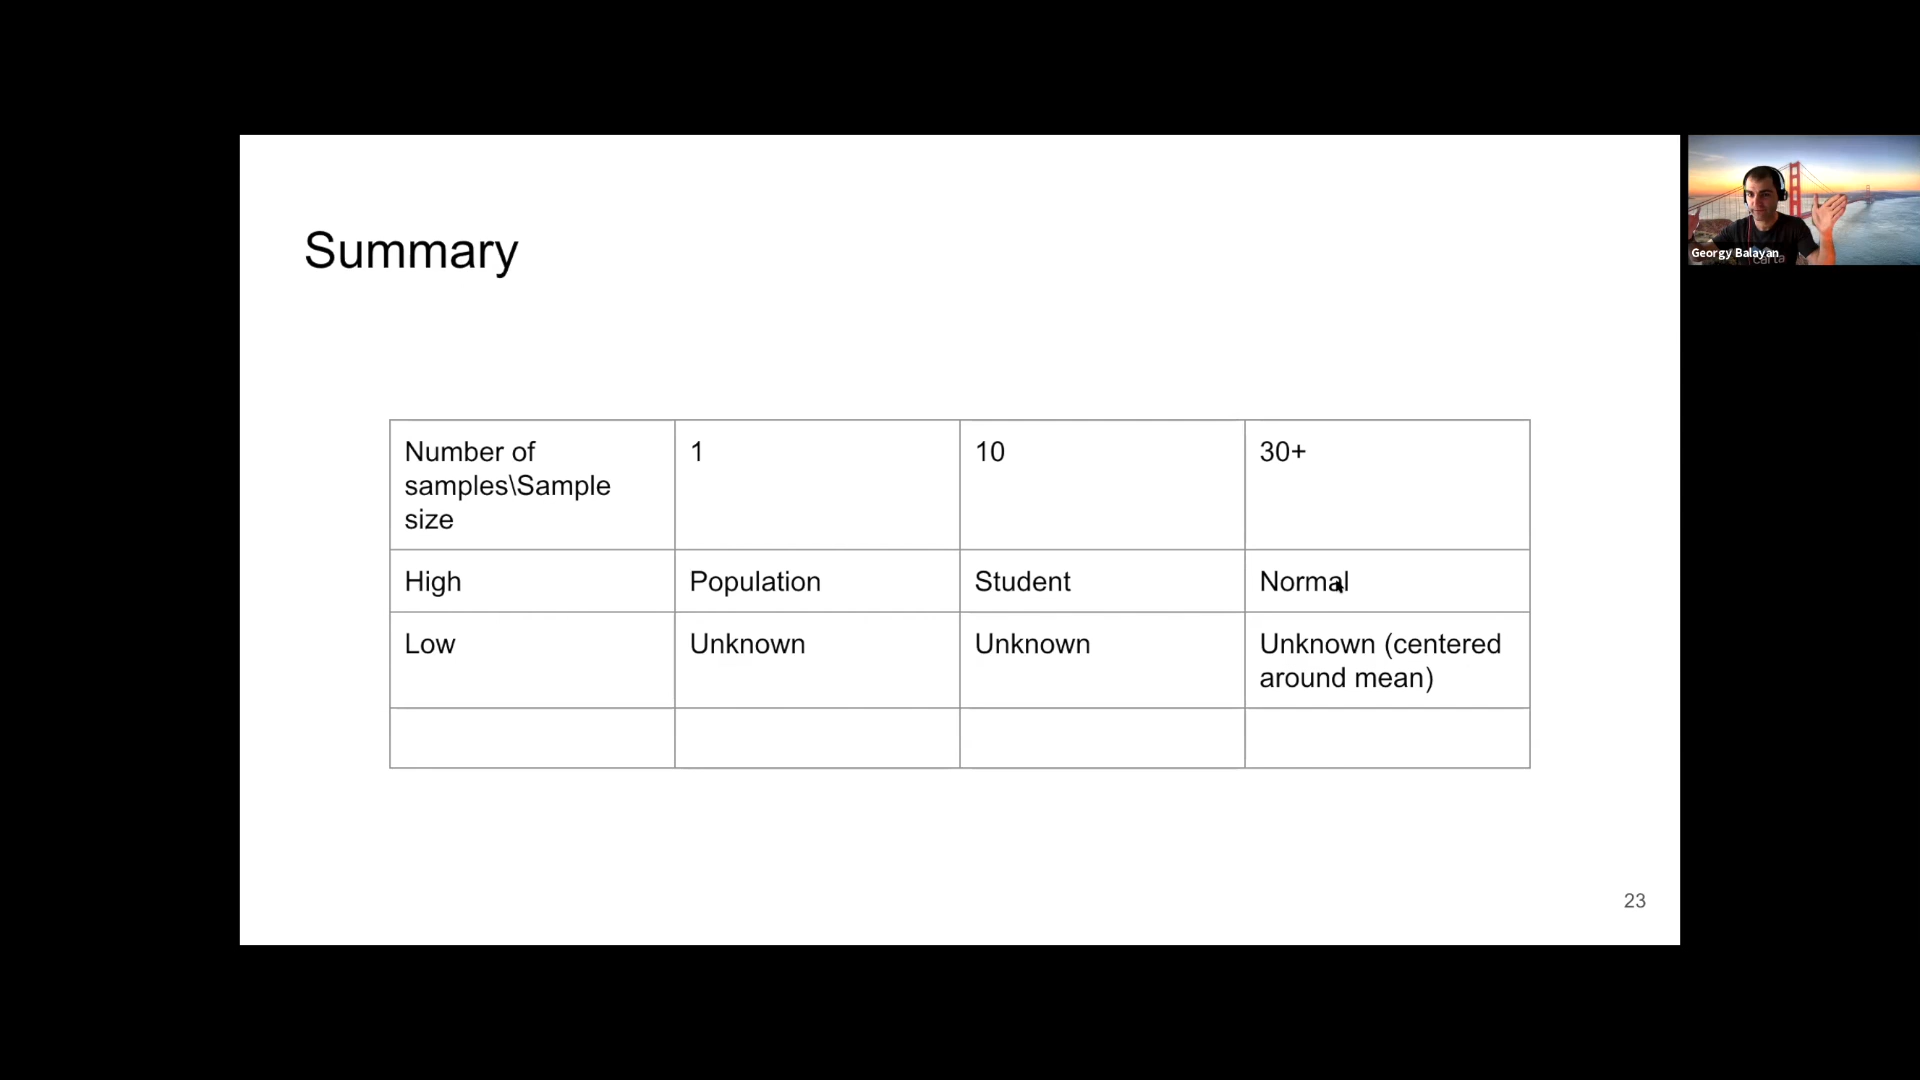 Summary
Number of
samples\Sample
size
1
10
30+
High
Population
Student
Normal
Low
Unknown
Unknown
Unknown (centered
around mean)
23
Georgy Balayan
carta